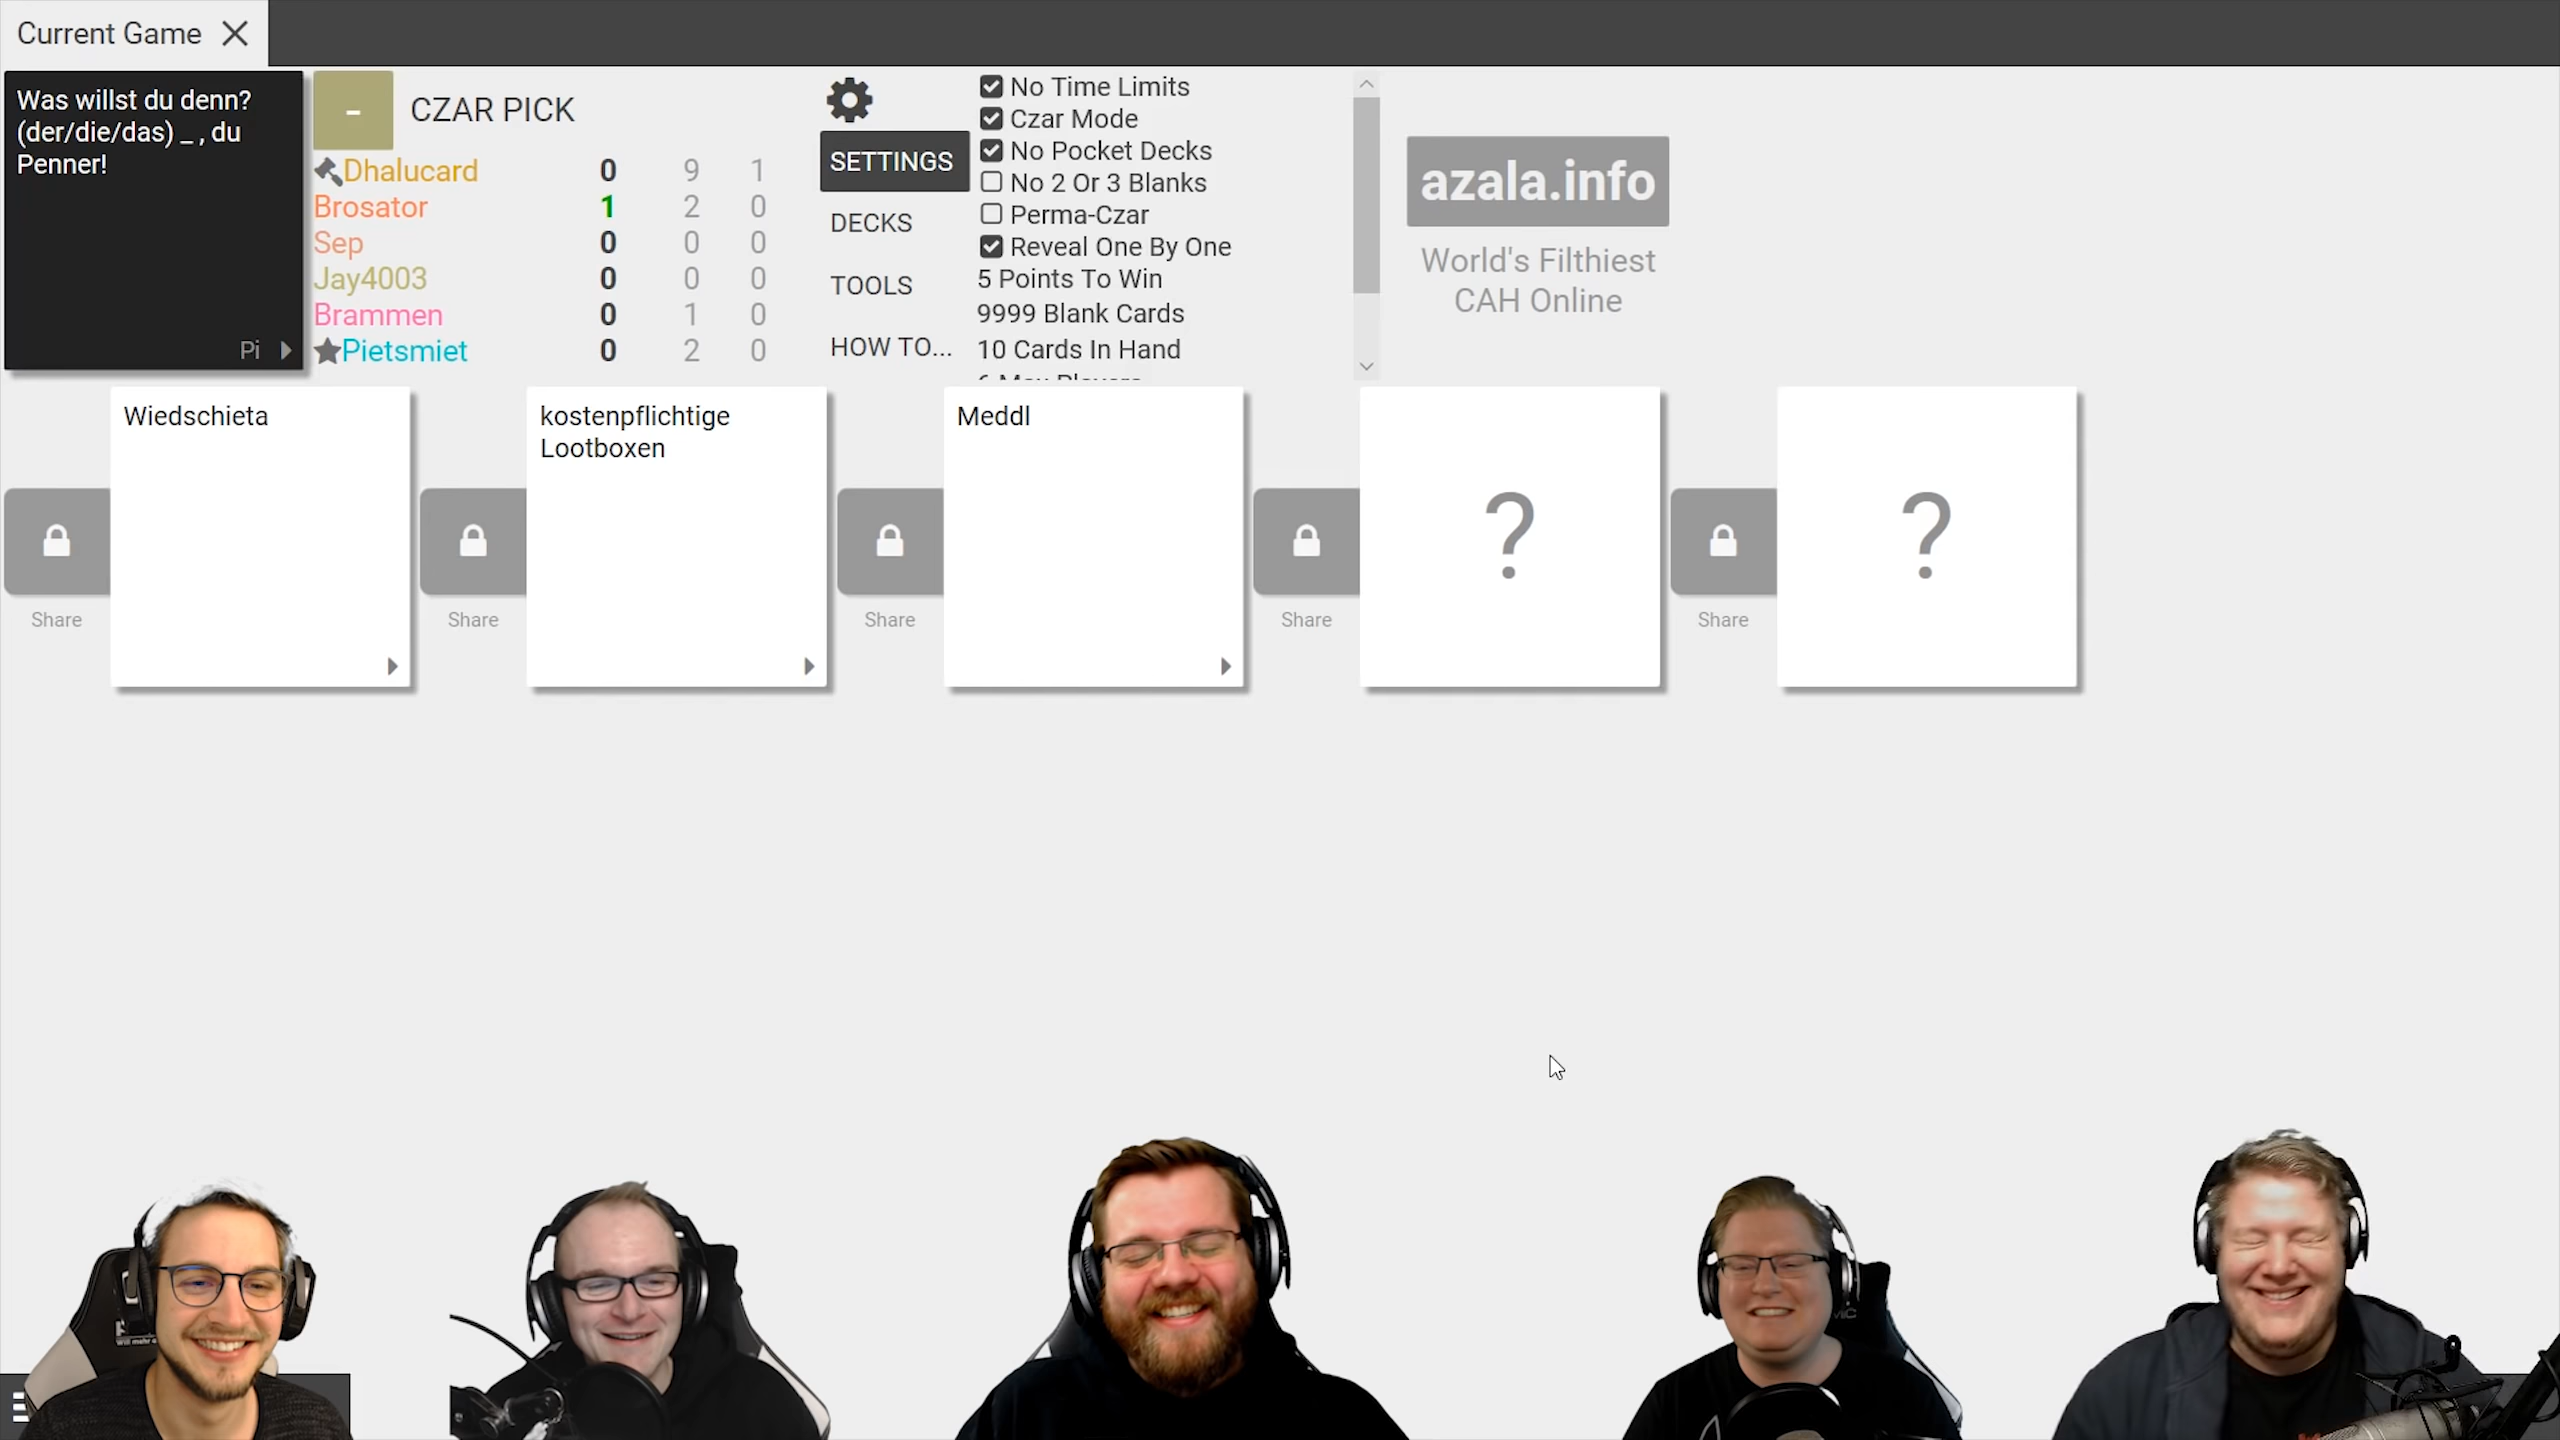 Current Game
Was willst du denn?
(der/die/das) _ , du
Penner!
Pi
-
CZAR PICK
Dhalucard 0 9 1
Brosator 1 2 0
Sep 0 0 0
Jay4003 0 0 0
Brammen 0 1 0
Pietsmiet 0 2 0
SETTINGS
DECKS
TOOLS
HOW TO...
No Time Limits
Czar Mode
No Pocket Decks
No 2 Or 3 Blanks
Perma-Czar
Reveal One By One
5 Points To Win
9999 Blank Cards
10 Cards In Hand
azala.info
World's Filthiest
CAH Online
Wiedschieta
Share
kostenpflichtige
Lootboxen
Share
Meddl
Share
?
Share
?
Share